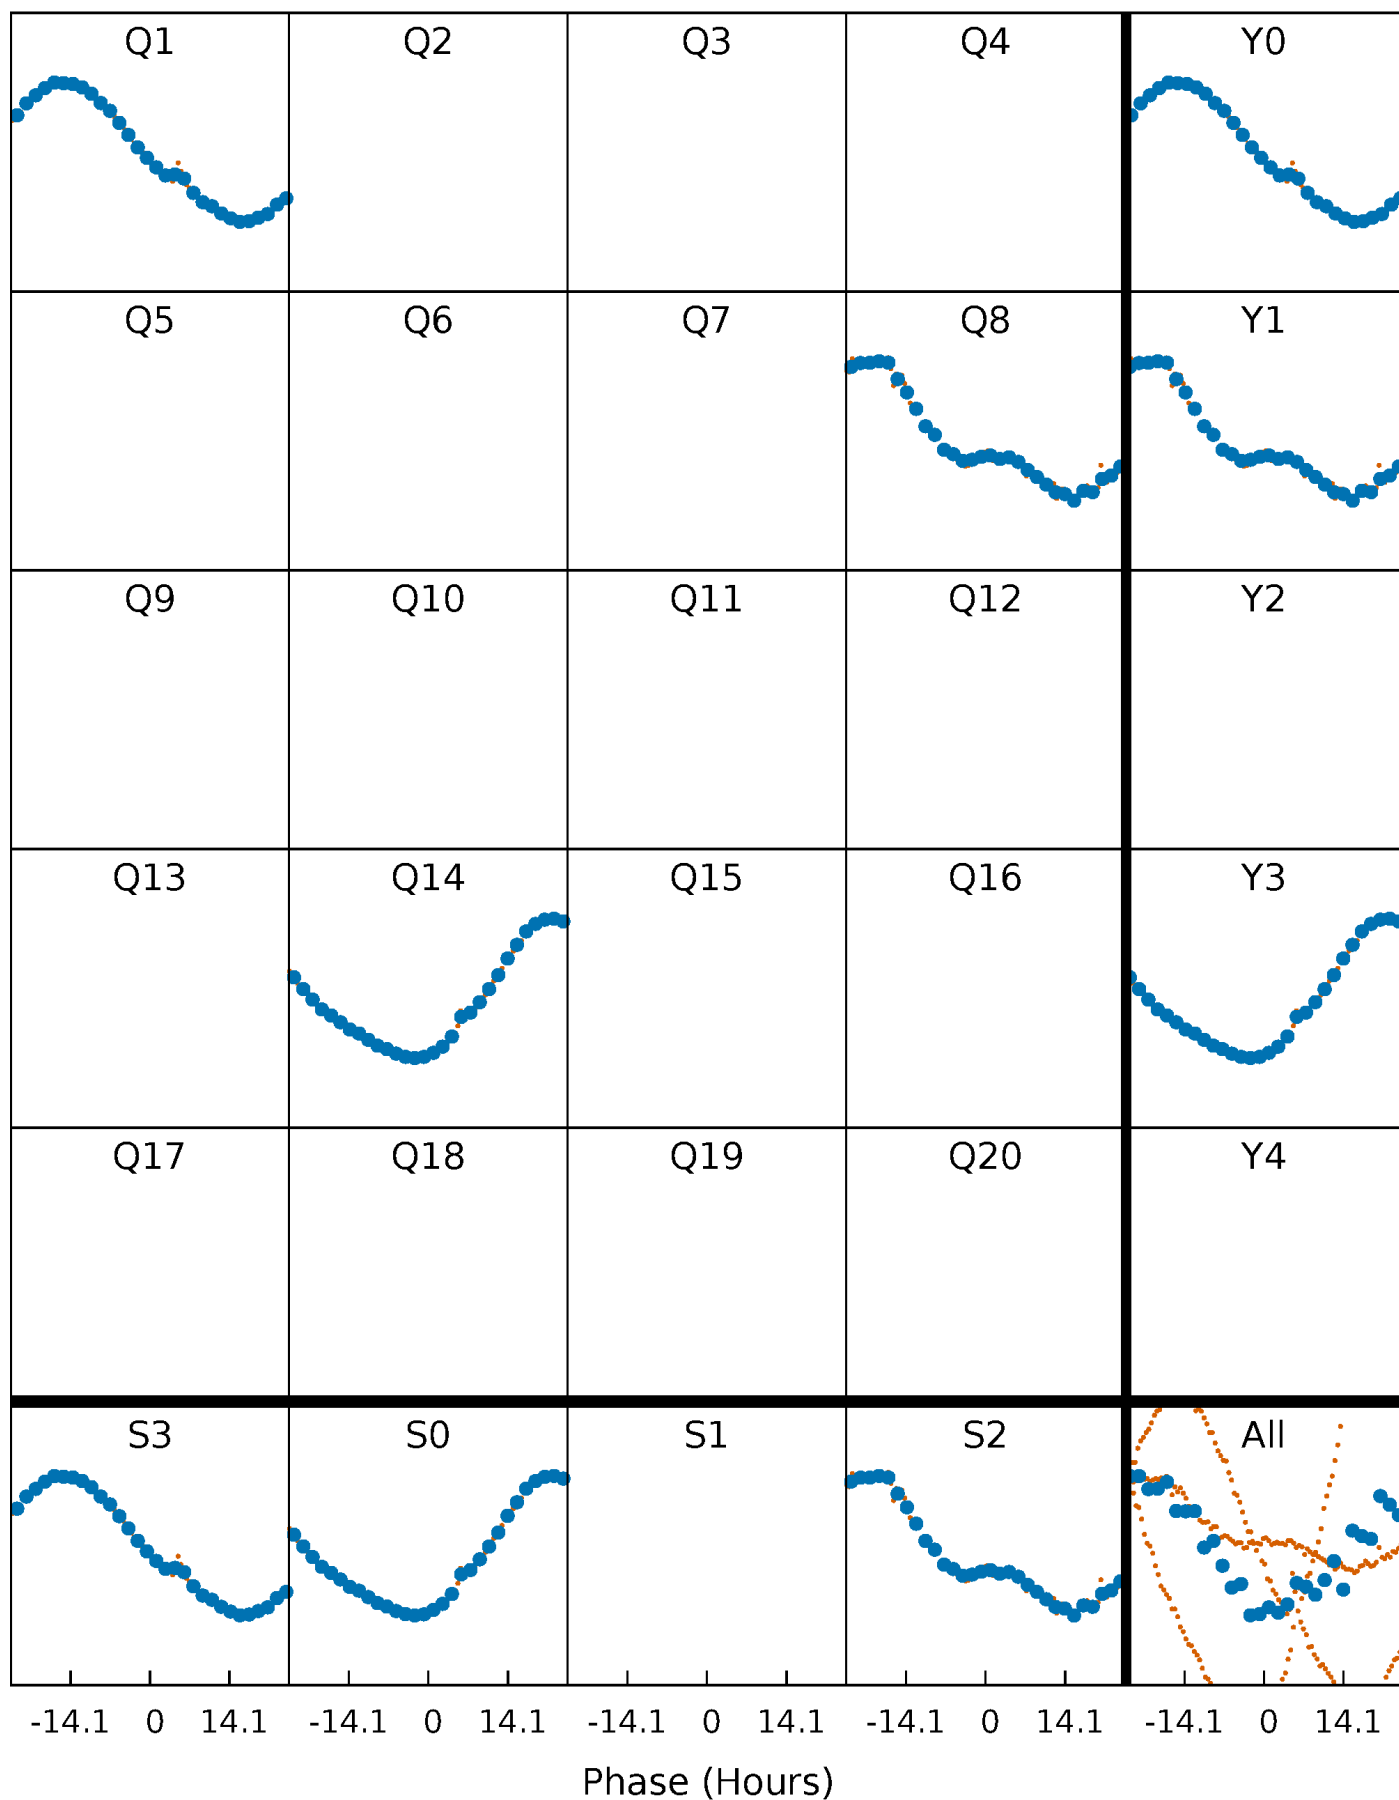 Q1 Q2 Q3 Q4 Y0
Q5 Q6 Q7 Q8 Y1
Q9 Q10 Q11 Q12 Y2
Q13 Q14 Q15 Q16 Y3
Q17 Q18 Q19 Q20 Y4
S3 S0 S1 S2 All
-14.1 0 14.1 -14.1 0 14.1 -14.1 0 14.1 -14.1 0 14.1 -14.1 0 14.1
Phase (Hours)